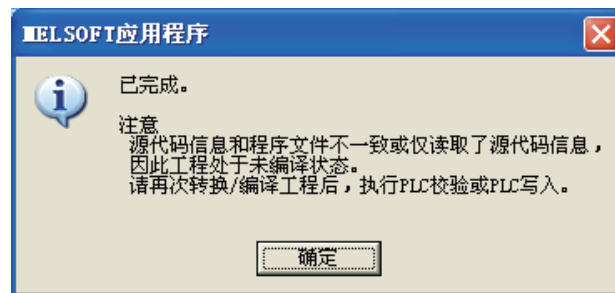 MELSOFT应用程序
已完成。
注意
源代码信息和程序文件不一致或仅读取了源代码信息，
因此工程处于未编译状态。
请再次转换/编译工程后，执行PLC校验或PLC写入。
确定